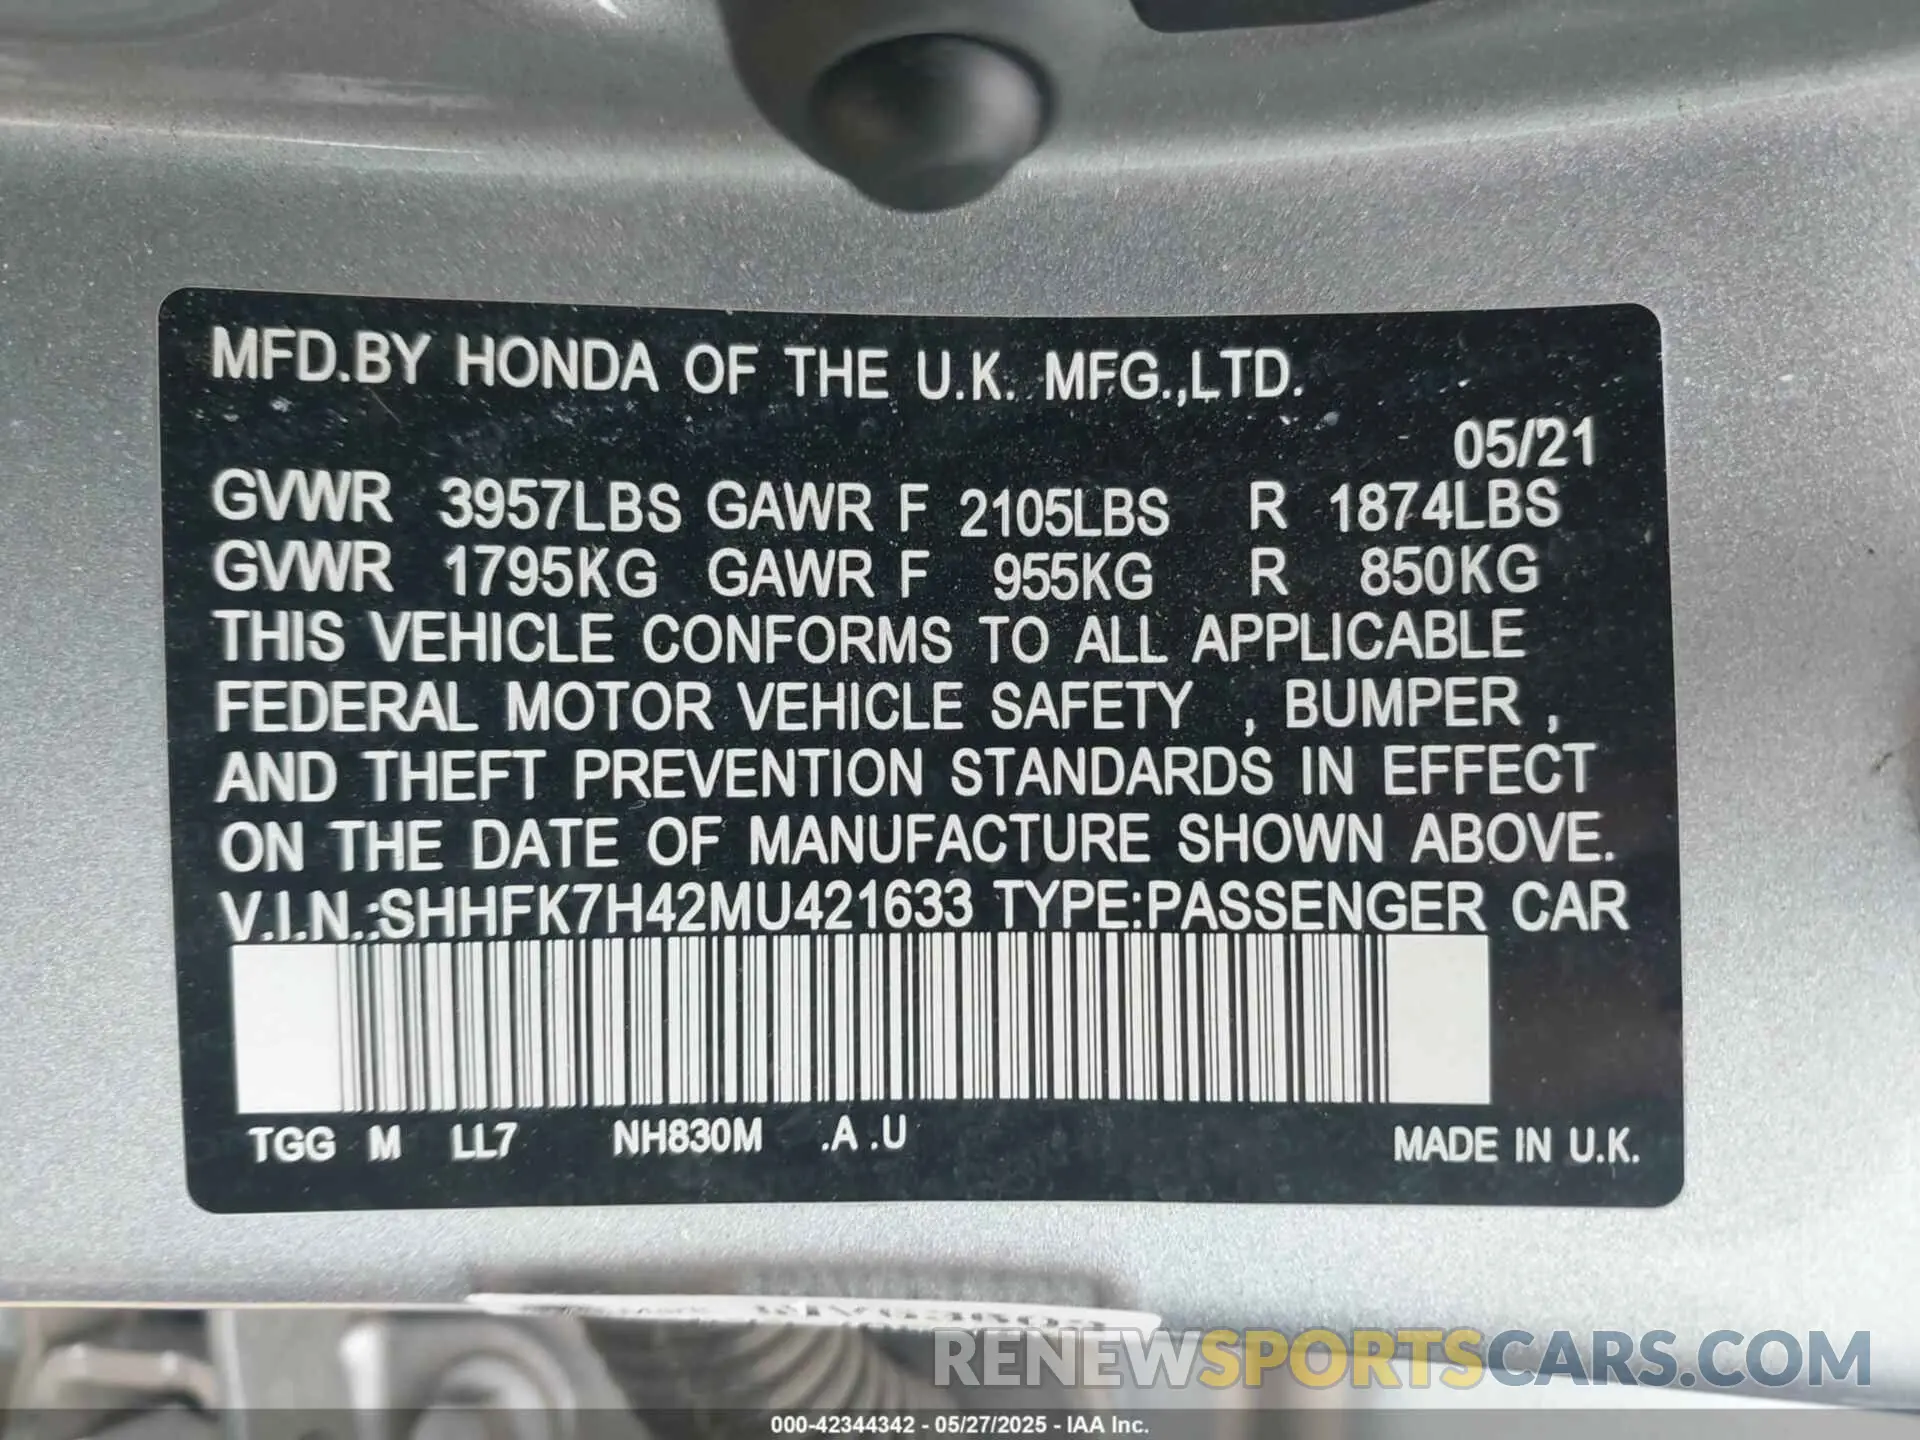 MFD.BY HONDA OF THE U.K. MFG.,LTD.
05/21
GVWR 3957LBS GAWR F 2105LBS R 1874LBS
GVWR 1795KG GAWR F 955KG R 850KG
THIS VEHICLE CONFORMS TO ALL APPLICABLE
FEDERAL MOTOR VEHICLE SAFETY , BUMPER ,
AND THEFT PREVENTION STANDARDS IN EFFECT
ON THE DATE OF MANUFACTURE SHOWN ABOVE.
V.I.N.:SHHFK7H42MU421633 TYPE:PASSENGER CAR
TGG M LL7 NH830M .A .U MADE IN U.K.
RENEWSPORTSCARS.COM
000-42344342 - 05/27/2025 - IAA Inc.